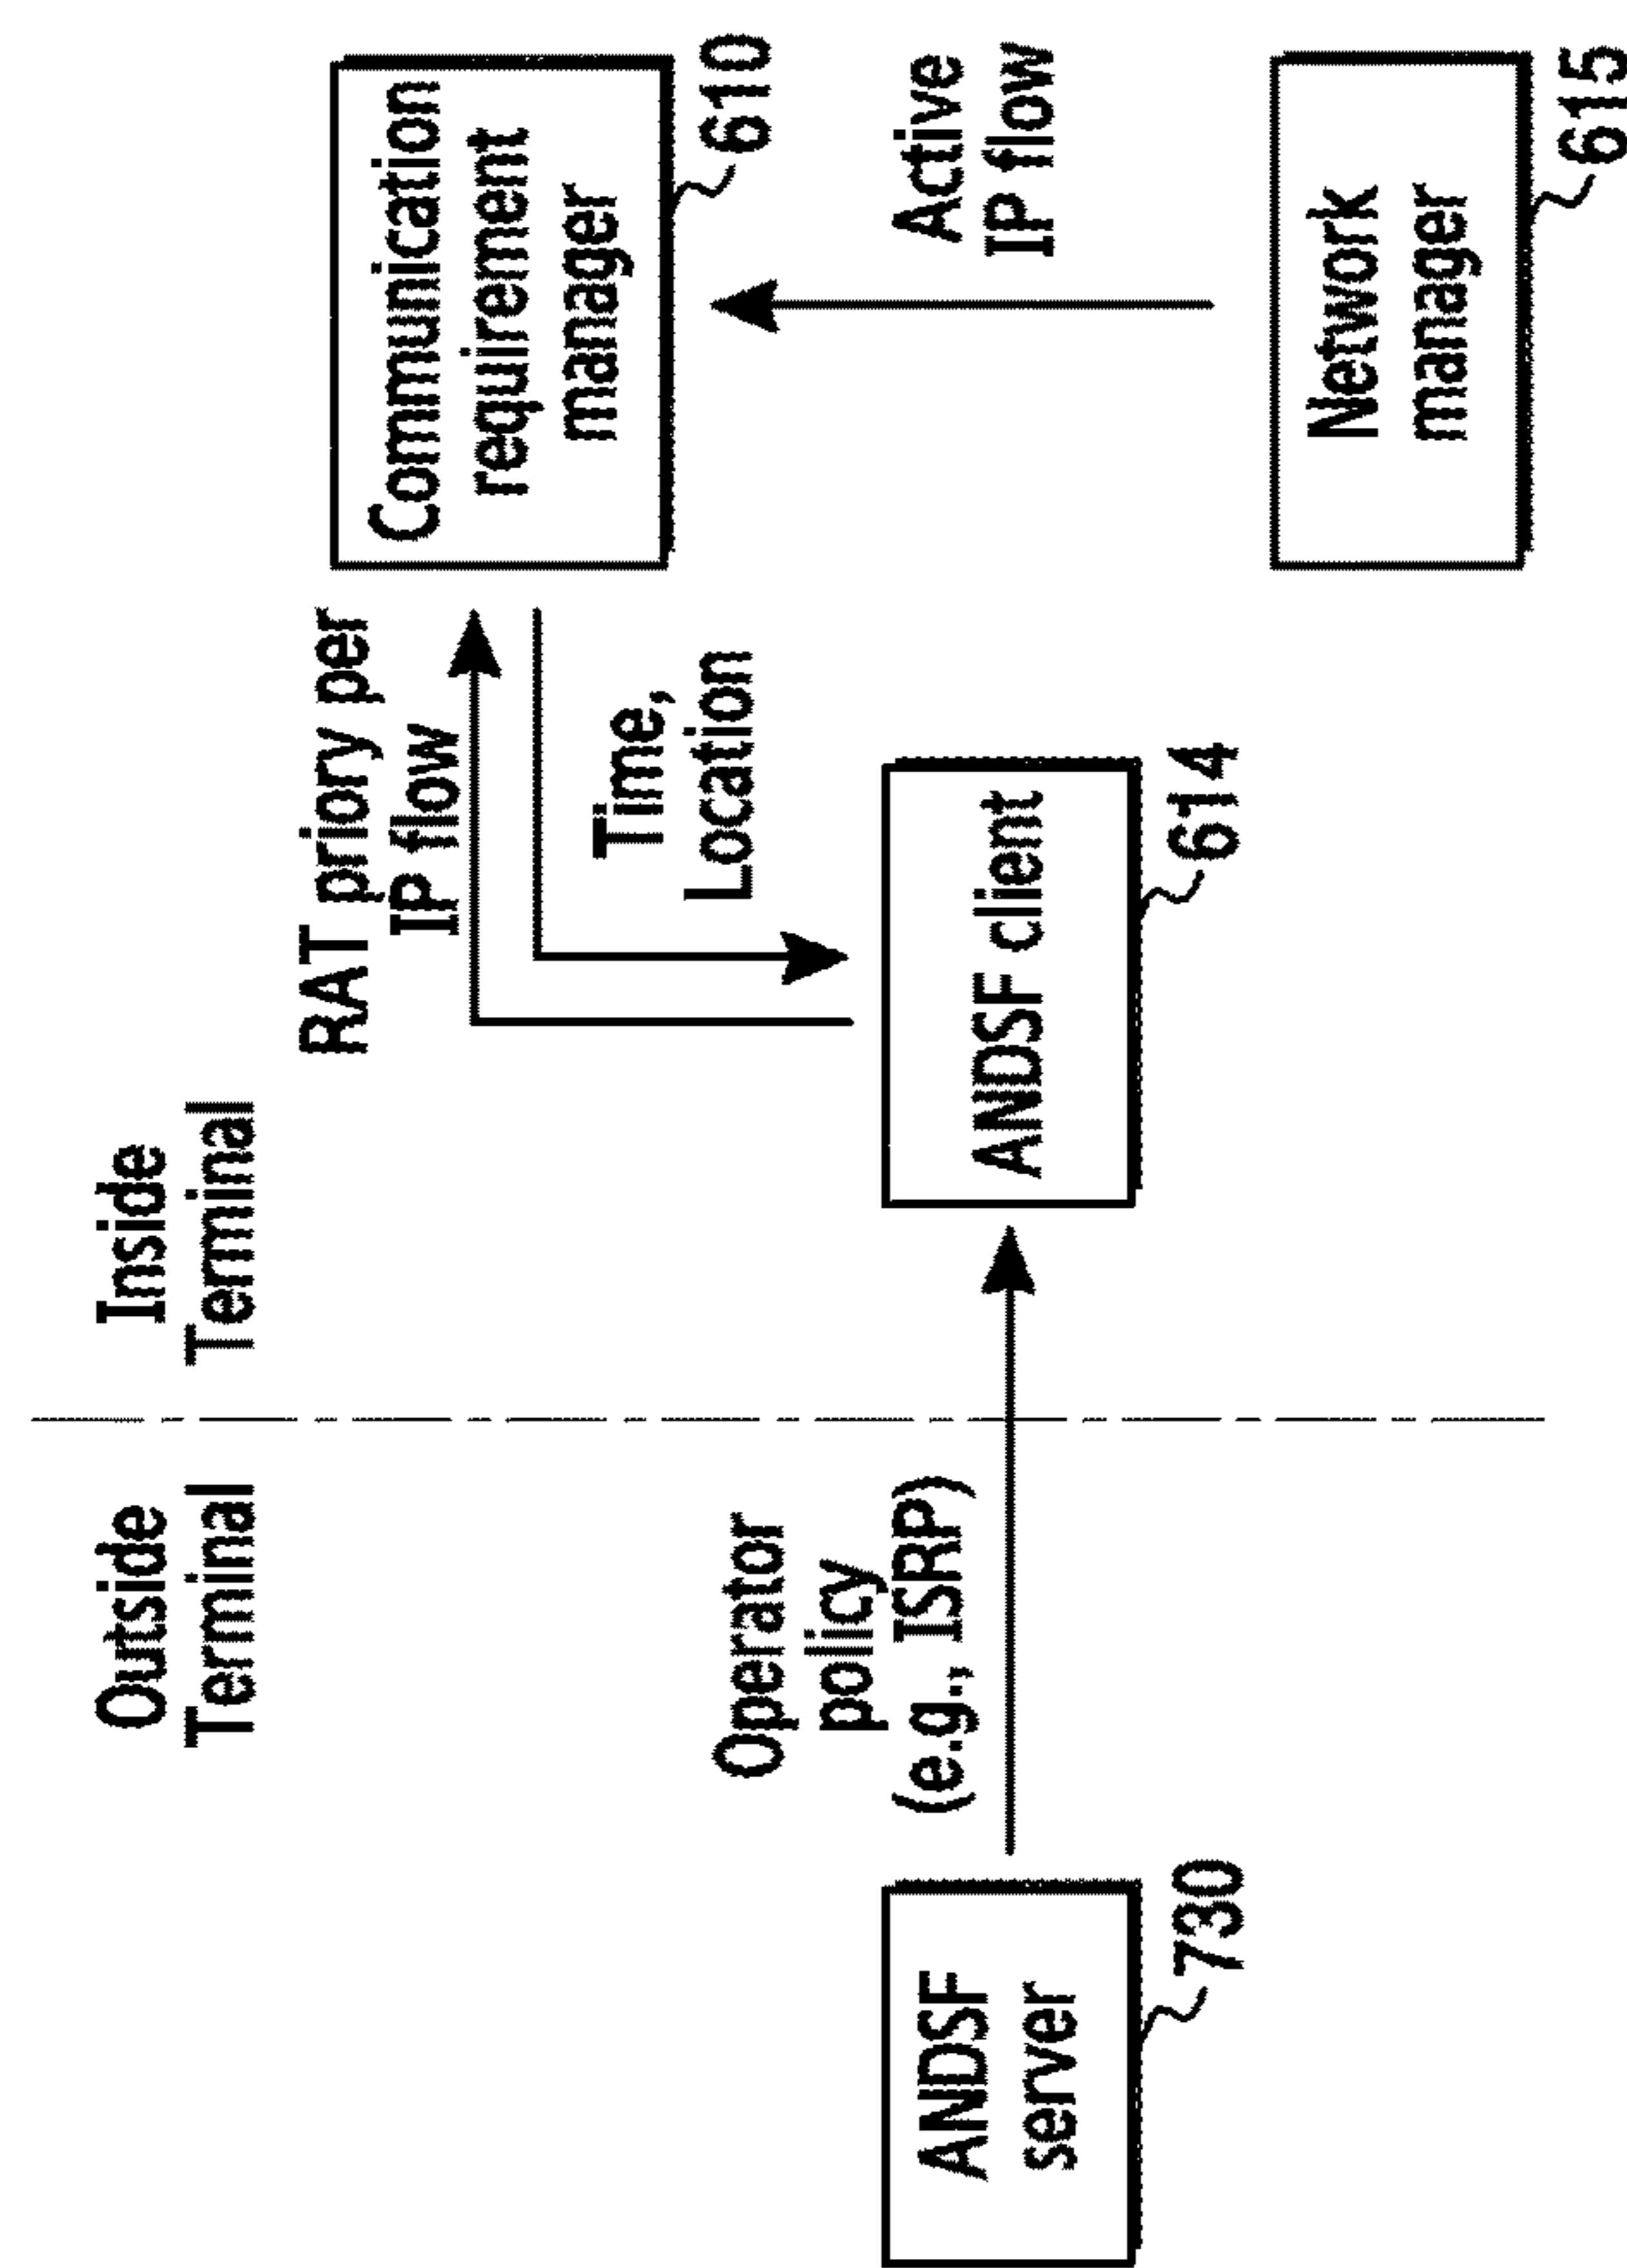 Outside
Terminal
Inside
Terminal
RAT priory per
IP flow
Communication
requirement
manager
610
Time,
Location
Operator
policy
(e.g., ISRP)
ANDSF
server
730
ANDSF client
614
Active
IP flow
Network
manager
615